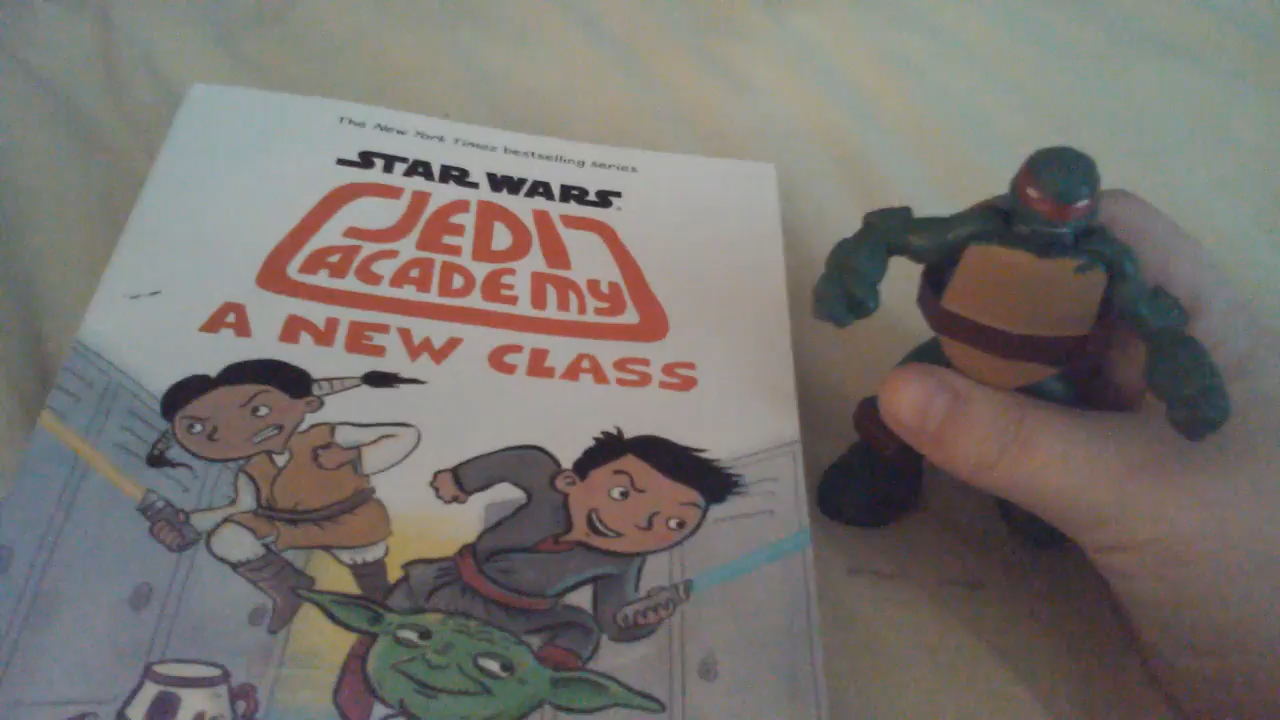 The New York Times bestselling series
STAR WARS
JEDI
ACADEMY
A NEW CLASS